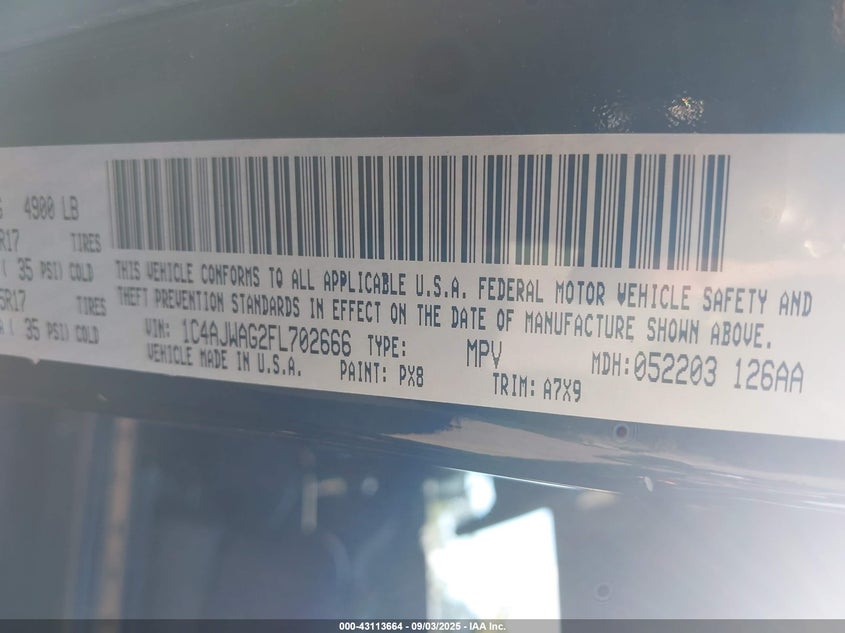 4900 LB
R17 TIRES
( 35 PSI) COLD
5R17 TIRES
( 35 PSI) COLD
THIS VEHICLE CONFORMS TO ALL APPLICABLE U.S.A. FEDERAL MOTOR VEHICLE SAFETY AND
THEFT PREVENTION STANDARDS IN EFFECT ON THE DATE OF MANUFACTURE SHOWN ABOVE.
VIN: 1C4AJWAG2FL702666 TYPE: MPV MDH:052203 126AA
VEHICLE MADE IN U.S.A. PAINT: PX8 TRIM: A7X9
000-43113664 - 09/03/2025 - IAA Inc.